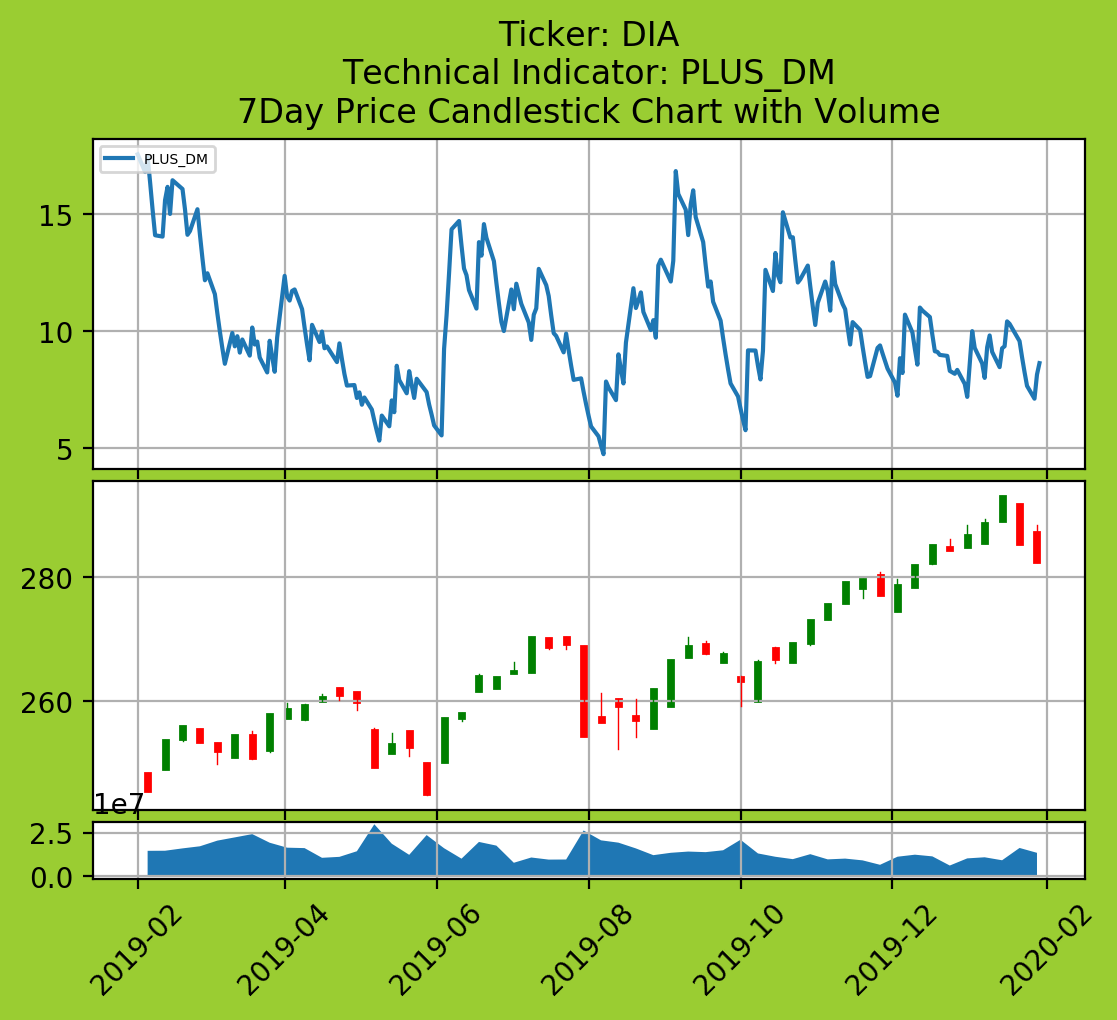 Ticker: DIA
Technical Indicator: PLUS_DM
7Day Price Candlestick Chart with Volume
PLUS_DM
15
10
5
280
260
1e7
2.5
0.0
2019-02
2019-04
2019-06
2019-08
2019-10
2019-12
2020-02